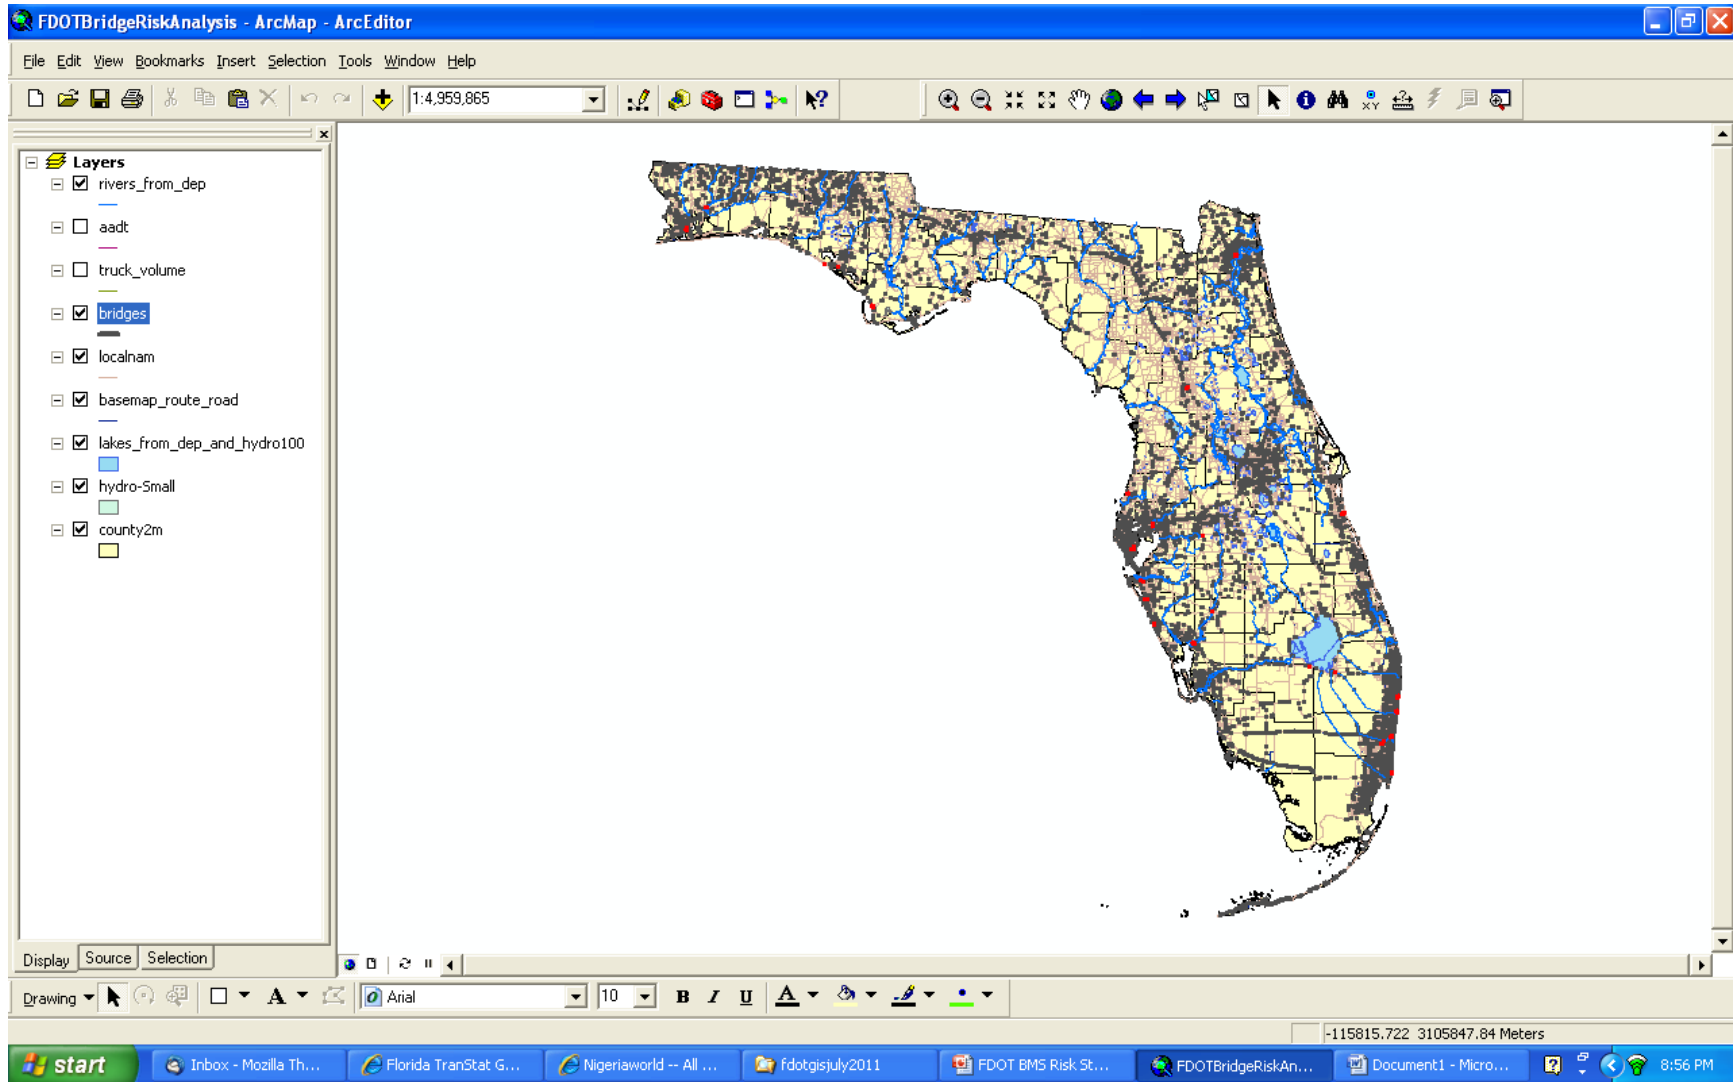 FDOTBridgeRiskAnalysis - ArcMap - ArcEditor
File Edit View Bookmarks Insert Selection Tools Window Help
1:4,959,865
XY
Layers
rivers_from_dep
aadt
truck_volume
bridges
localnam
basemap_route_road
lakes_from_dep_and_hydro100
hydro-Small
county2m
Display Source Selection
Drawing A Arial 10 B I U A
-115815.722 3105847.84 Meters
start Inbox - Mozilla Th... Florida TranStat G... Nigeriaworld -- All ... fdotgisjuly2011 FDOT BMS Risk St... FDOTBridgeRiskAn... Document1 - Micro... 8:56 PM